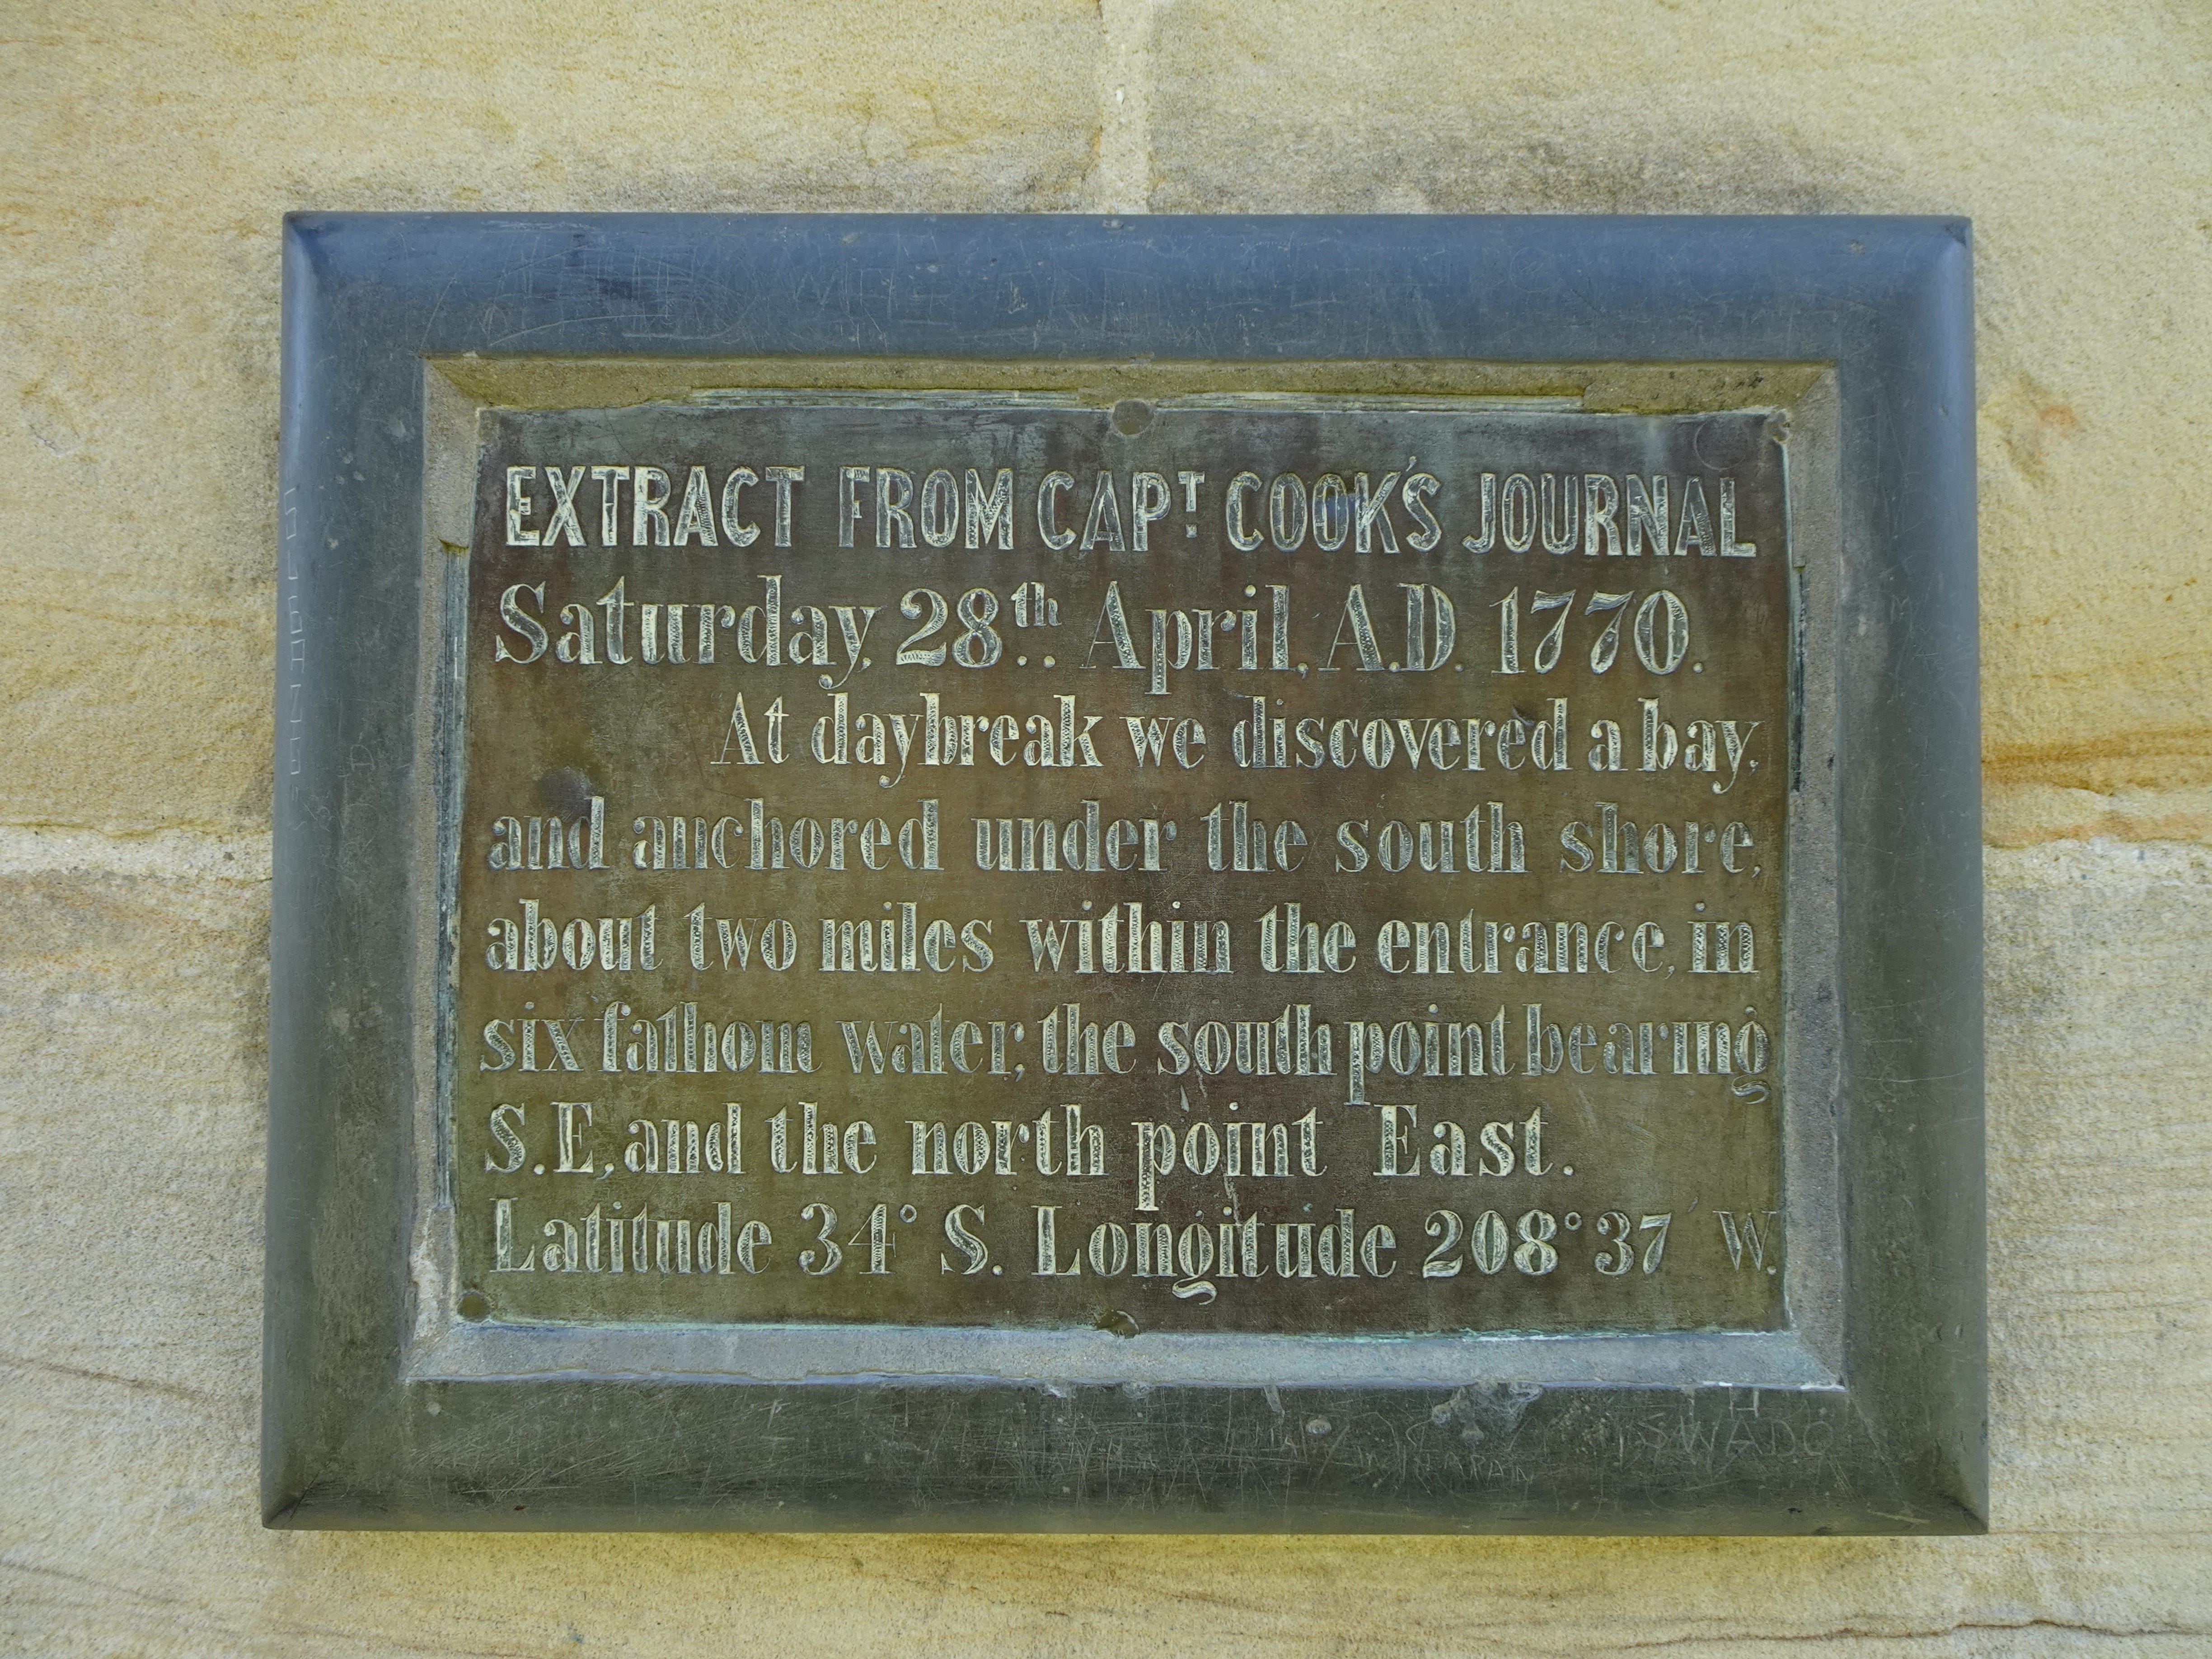 EXTRACT FROM CAPT. COOK'S JOURNAL
Saturday, 28th. April, A.D. 1770.
At daybreak we discovered a bay,
and anchored under the south shore,
about two miles within the entrance, in
six fathom water, the south point bearing
S.E, and the north point East.
Latitude 34° S. Longitude 208° 37' W.